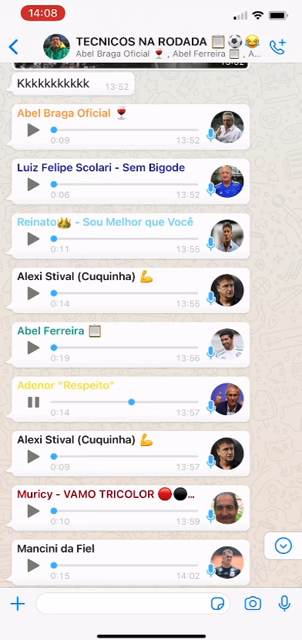 14:08
TECNICOS NA RODADA 📋⚽😂
Abel Braga Oficial 🍷, Abel Ferreira 📋,...
13:52
Kkkkkkkkkkk 13:52
Abel Braga Oficial 🍷
0:09 13:52
Luiz Felipe Scolari - Sem Bigode
0:06 13:52
Reinato👑 - Sou Melhor que Você
0:11 13:55
Alexi Stival (Cuquinha) 💪
0:14 13:55
Abel Ferreira 📋
0:19 13:56
Adenor “Respeito”
0:14 13:57
Alexi Stival (Cuquinha) 💪
0:09 13:57
Muricy - VAMO TRICOLOR 🔴⚫...
0:10 13:59
Mancini da Fiel
0:15 14:02